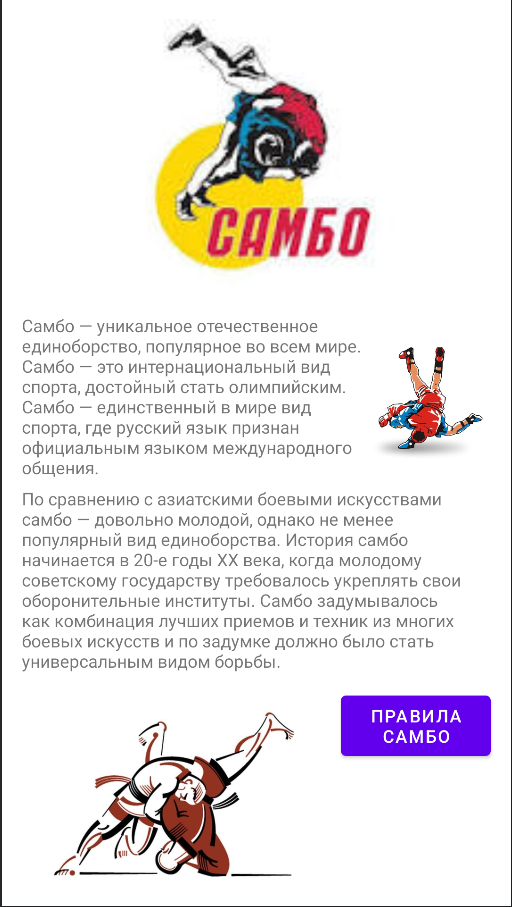 САМБО
Самбо — уникальное отечественное
единоборство, популярное во всем мире.
Самбо — это интернациональный вид
спорта, достойный стать олимпийским.
Самбо — единственный в мире вид
спорта, где русский язык признан
официальным языком международного
общения.
По сравнению с азиатскими боевыми искусствами
самбо — довольно молодой, однако не менее
популярный вид единоборства. История самбо
начинается в 20-е годы XX века, когда молодому
советскому государству требовалось укреплять свои
оборонительные институты. Самбо задумывалось
как комбинация лучших приемов и техник из многих
боевых искусств и по задумке должно было стать
универсальным видом борьбы.
ПРАВИЛА
САМБО